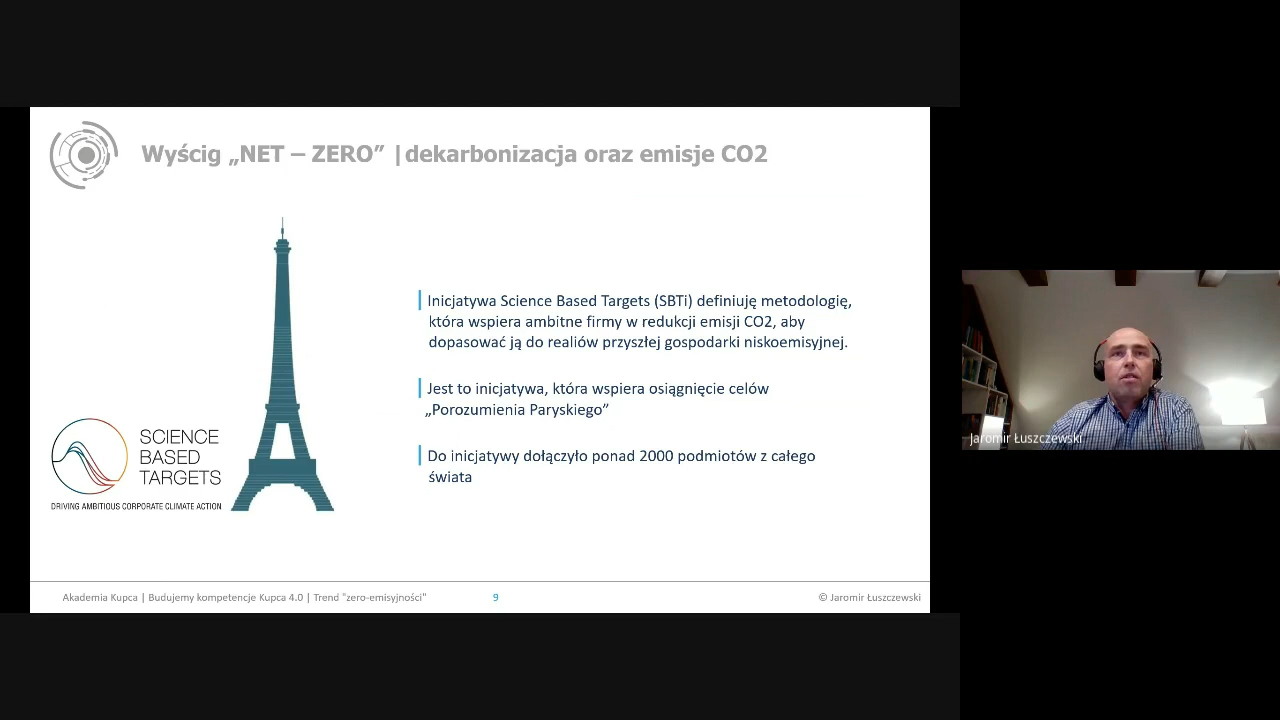 Wyścig „NET – ZERO” | dekarbonizacja oraz emisje CO2
Inicjatywa Science Based Targets (SBTi) definiuję metodologię,
która wspiera ambitne firmy w redukcji emisji CO2, aby
dopasować ją do realiów przyszłej gospodarki niskoemisyjnej.
Jest to inicjatywa, która wspiera osiągnięcie celów
„Porozumienia Paryskiego”
Do inicjatywy dołączyło ponad 2000 podmiotów z całego
świata
SCIENCE
BASED
TARGETS
DRIVING AMBITIOUS CORPORATE CLIMATE ACTION
Akademia Kupca | Budujemy kompetencje Kupca 4.0 | Trend "zero-emisyjności"
9
© Jaromir Łuszczewski
Jaromir Łuszczewski